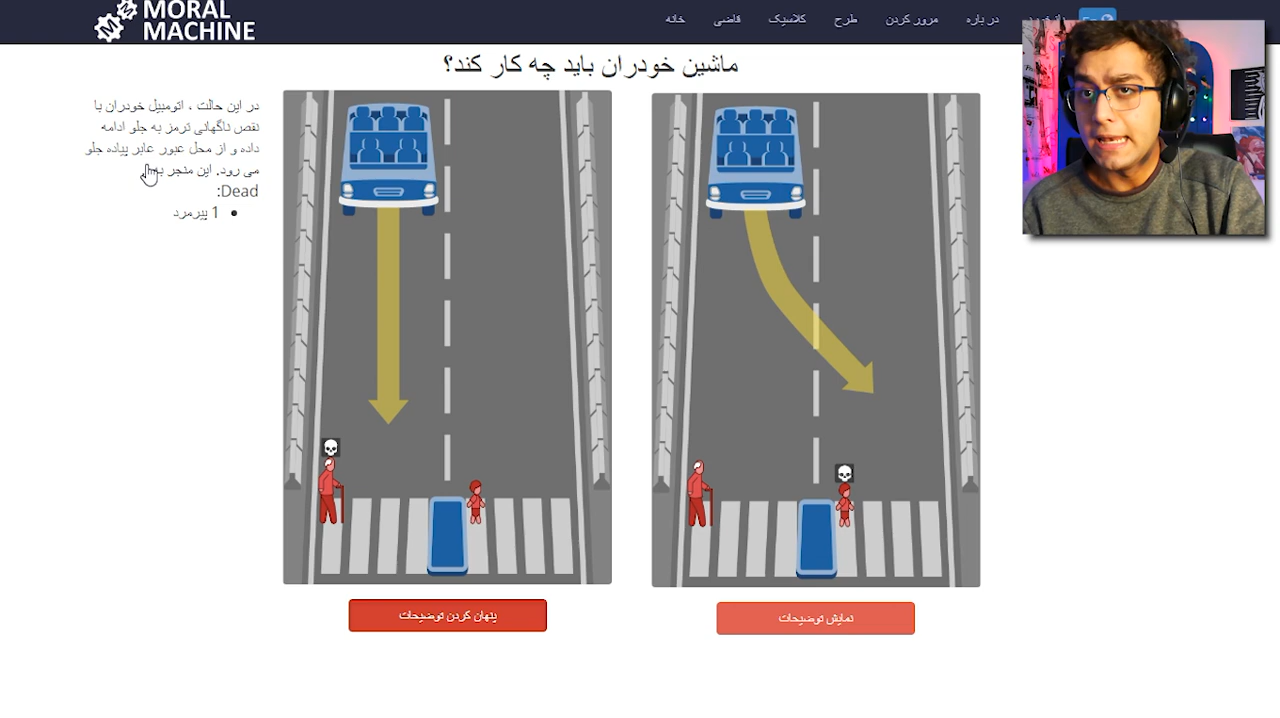 MORAL
MACHINE
خانه
قاضی
کلاسیک
طرح
مرور کردن
در باره
ماشین خودران باید چه کار کند؟
در این حالت ، اتومبیل خودران با
نقص ناگهانی ترمز به جلو ادامه
داده و از محل عبور عابر پیاده جلو
می رود. این منجر به
Dead:
1 پیرمرد
پنهان کردن توضیحات
نمایش توضیحات